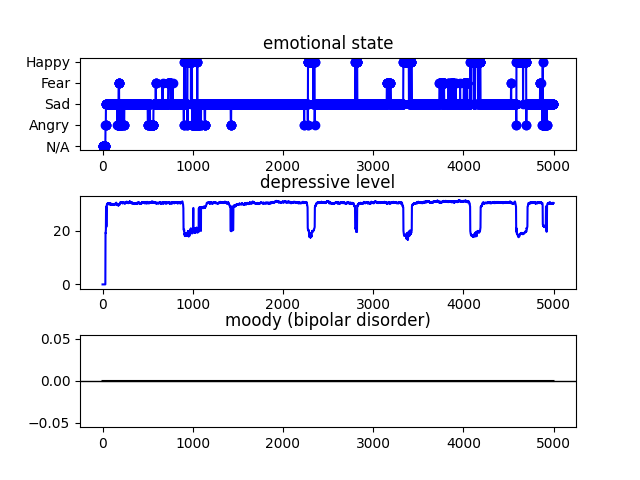 emotional state
Happy
Fear
Sad
Angry
N/A
0 1000 2000 3000 4000 5000
depressive level
20
0
0 1000 2000 3000 4000 5000
moody (bipolar disorder)
0.05
0.00
−0.05
0 1000 2000 3000 4000 5000